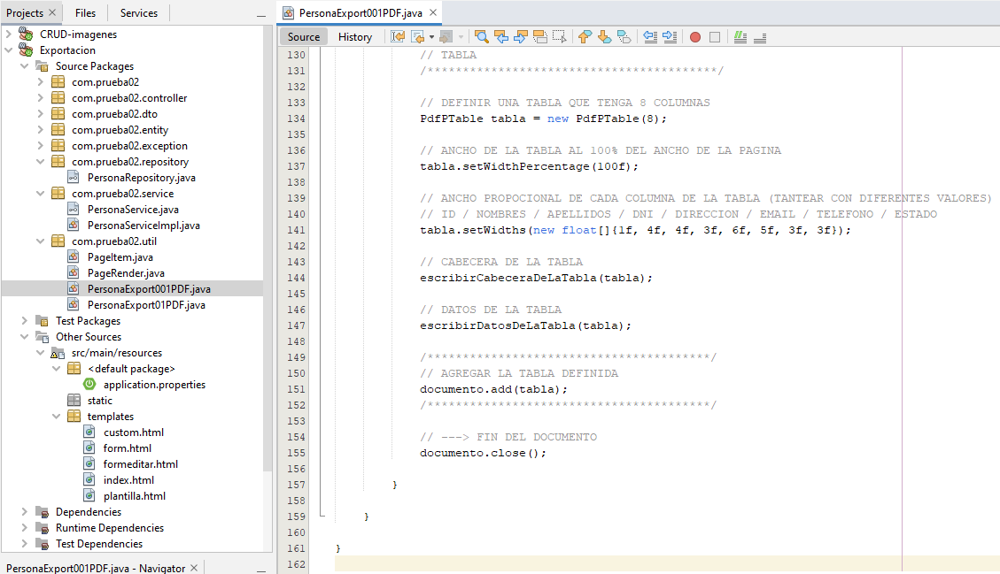 Projects
Files
Services
CRUD-imagenes
Exportacion
Source Packages
com.prueba02
com.prueba02.controller
com.prueba02.dto
com.prueba02.entity
com.prueba02.exception
com.prueba02.repository
PersonaRepository.java
com.prueba02.service
PersonaService.java
PersonaServiceImpl.java
com.prueba02.util
PageItem.java
PageRender.java
PersonaExport001PDF.java
PersonaExport01PDF.java
Test Packages
Other Sources
src/main/resources
<default package>
application.properties
static
templates
custom.html
form.html
formeditar.html
index.html
plantilla.html
Dependencies
Runtime Dependencies
Test Dependencies
PersonaExport001PDF.java - Navigator
PersonaExport001PDF.java
Source
History
130 // TABLA
131 /*****************************************/
132
133 // DEFINIR UNA TABLA QUE TENGA 8 COLUMNAS
134 PdfPTable tabla = new PdfPTable(8);
135
136 // ANCHO DE LA TABLA AL 100% DEL ANCHO DE LA PAGINA
137 tabla.setWidthPercentage(100f);
138
139 // ANCHO PROPOCIONAL DE CADA COLUMNA DE LA TABLA (TANTEAR CON DIFERENTES VALORES)
140 // ID / NOMBRES / APELLIDOS / DNI / DIRECCION / EMAIL / TELEFONO / ESTADO
141 tabla.setWidths(new float[]{1f, 4f, 4f, 3f, 6f, 5f, 3f, 3f});
142
143 // CABECERA DE LA TABLA
144 escribirCabeceraDeLaTabla(tabla);
145
146 // DATOS DE LA TABLA
147 escribirDatosDeLaTabla(tabla);
148
149 /****************************************/
150 // AGREGAR LA TABLA DEFINIDA
151 documento.add(tabla);
152 /****************************************/
153
154 // ---> FIN DEL DOCUMENTO
155 documento.close();
156
157 }
158
159 }
160
161 }
162